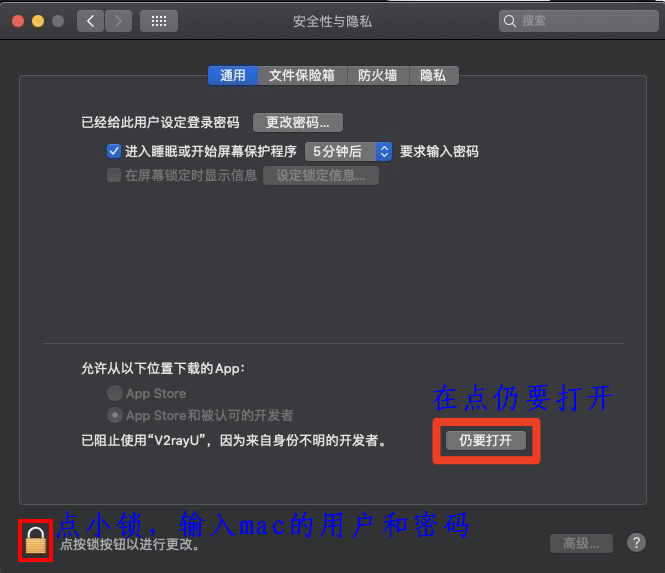 安全性与隐私
搜索
通用 文件保险箱 防火墙 隐私
已经给此用户设定登录密码 更改密码...
进入睡眠或开始屏幕保护程序 5分钟后 要求输入密码
在屏幕锁定时显示信息 设定锁定信息...
允许从以下位置下载的App：
App Store
App Store和被认可的开发者
在点仍要打开
已阻止使用“V2rayU”，因为来自身份不明的开发者。 仍要打开
点小锁，输入mac的用户和密码
点按锁按钮以进行更改。
高级... ?